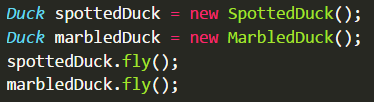 Duck spottedDuck = new SpottedDuck();
Duck marbledDuck = new MarbledDuck();
spottedDuck.fly();
marbledDuck.fly();